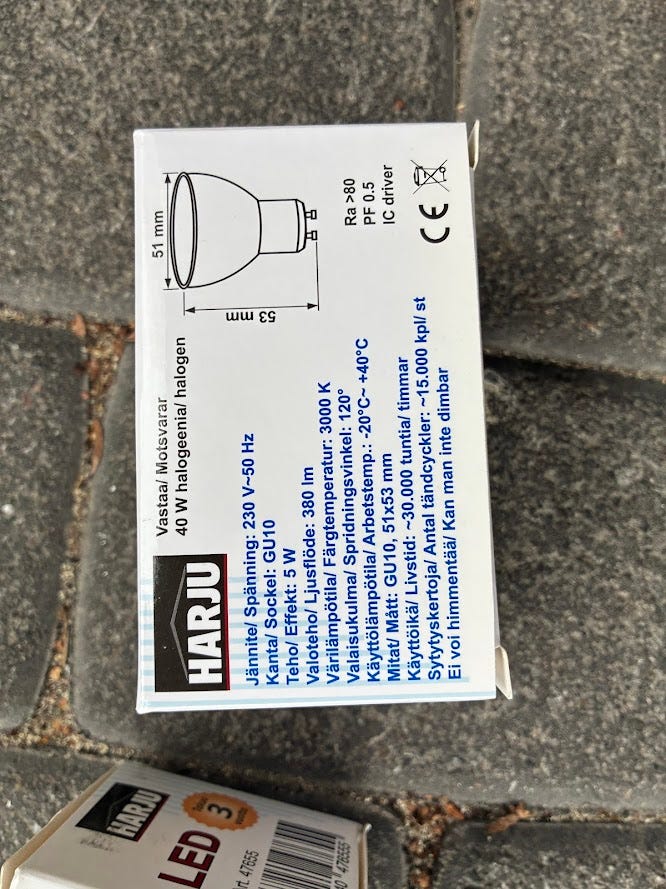 HARJU
Vastaa/ Motsvarar
40 W halogeenia/ halogen
51 mm
53 mm
Jännite/ Spänning: 230 V~50 Hz
Kanta/ Sockel: GU10
Teho/ Effekt: 5 W
Valoteho/ Ljusflöde: 380 lm
Värilämpötila/ Färgtemperatur: 3000 K
Valaisukulma/ Spridningsvinkel: 120°
Käyttölämpötila/ Arbetstemp.: -20°C~ +40°C
Mitat/ Mått: GU10, 51x53 mm
Käyttöikä/ Livstid: ~30.000 tuntia/ timmar
Sytytyskertoja/ Antal tändcykler: ~15.000 kpl/ st
Ei voi himmentää/ Kan man inte dimbar
Ra >80
PF 0.5
IC driver
CE
HARJU
LED
3
rt. 47655